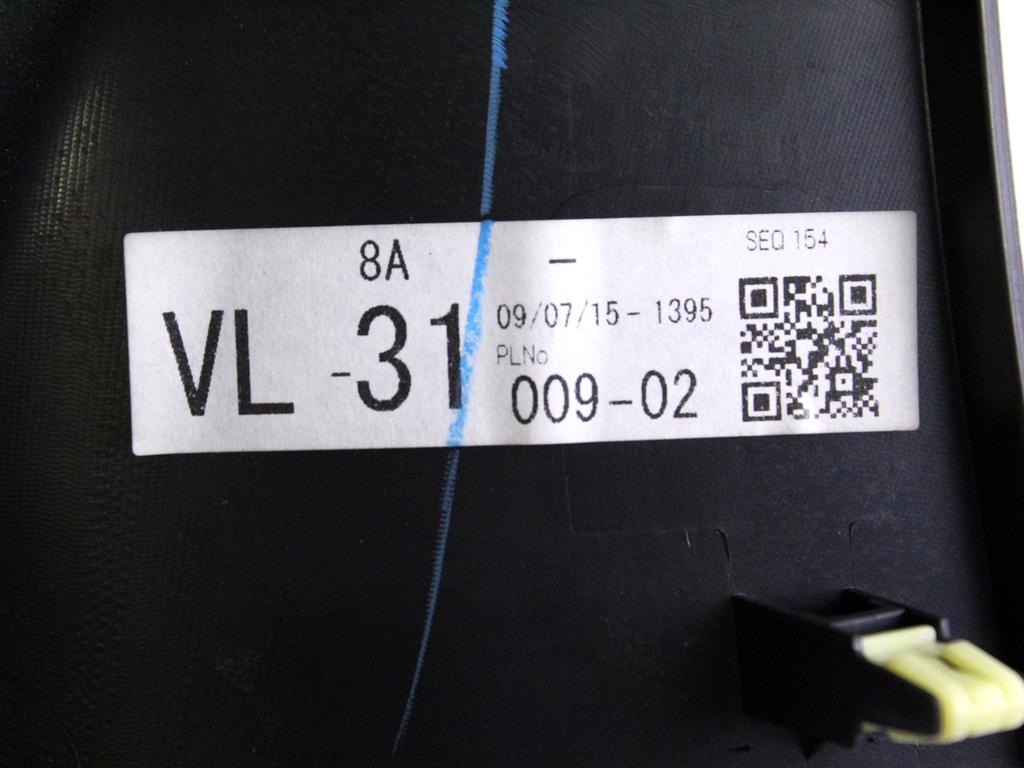 8A
–
SEQ 154
VL -31
09/07/15-1395
PLNo
009-02